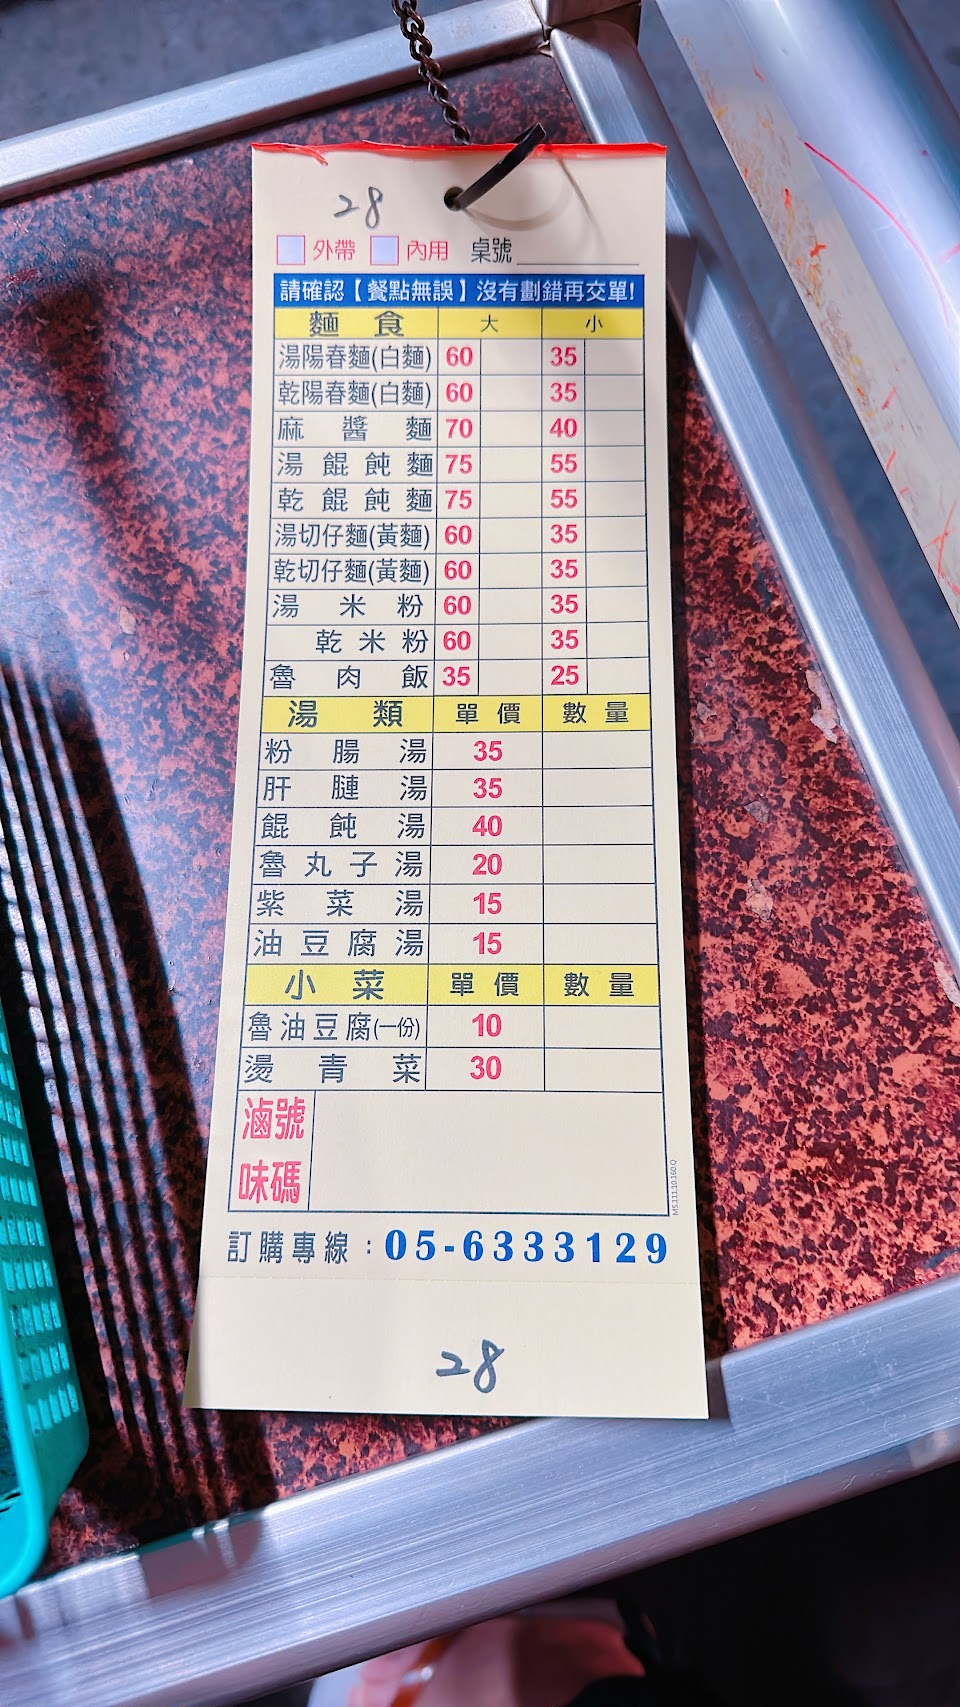 28
外帶 內用 桌號
請確認【餐點無誤】沒有劃錯再交單!
麵食 大 小
湯陽春麵(白麵) 60 35
乾陽春麵(白麵) 60 35
麻醬麵 70 40
湯餛飩麵 75 55
乾餛飩麵 75 55
湯切仔麵(黃麵) 60 35
乾切仔麵(黃麵) 60 35
湯米粉 60 35
乾米粉 60 35
魯肉飯 35 25
湯類 單價 數量
粉腸湯 35
肝腱湯 35
餛飩湯 40
魯丸子湯 20
紫菜湯 15
油豆腐湯 15
小菜 單價 數量
魯油豆腐(一份) 10
燙青菜 30
滷味
號碼
MS.111.10.160.Q
訂購專線:05-6333129
28